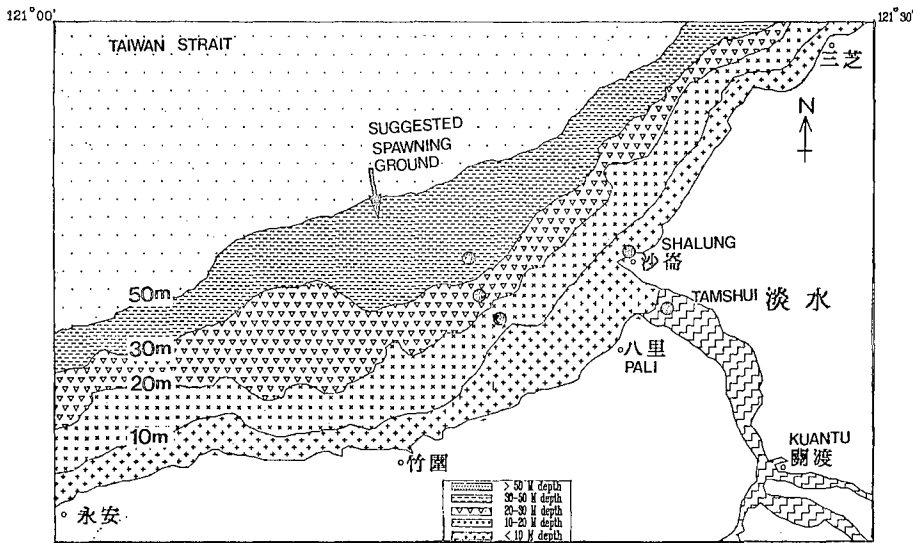 121°00'
121°30'
TAIWAN STRAIT
三芝
N
SUGGESTED
SPAWNING
GROUND
SHALUNG
沙崙
50m
TAMSHUI
淡水
30m
八里
PALI
20m
10m
KUANTU
關渡
竹圍
永安
> 50 M depth
30-50 M depth
20-30 M depth
10-20 M depth
< 10 M depth